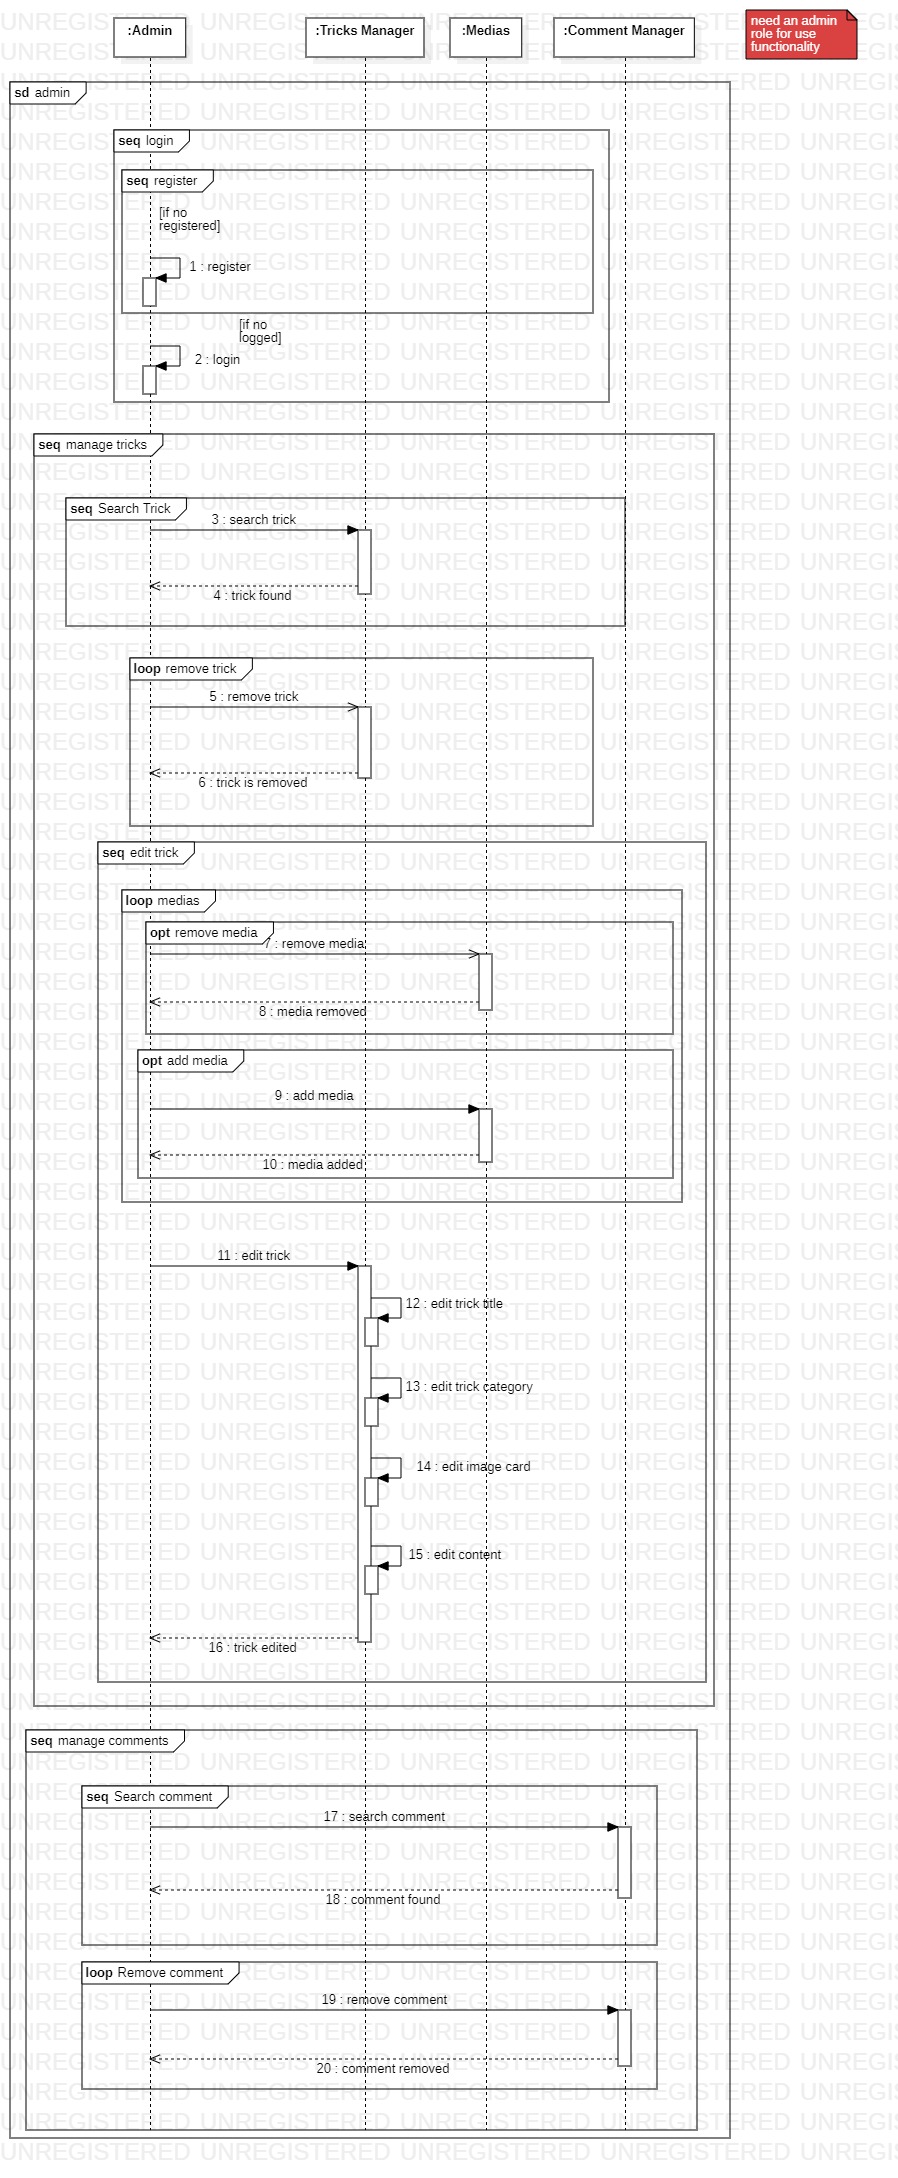 :Admin
:Tricks Manager
:Medias
:Comment Manager
need an admin
role for use
functionality
sd admin
seq login
seq register
[if no
registered]
1 : register
[if no
logged]
2 : login
seq manage tricks
seq Search Trick
3 : search trick
4 : trick found
loop remove trick
5 : remove trick
6 : trick is removed
seq edit trick
loop medias
opt remove media
7 : remove media
8 : media removed
opt add media
9 : add media
10 : media added
11 : edit trick
12 : edit trick title
13 : edit trick category
14 : edit image card
15 : edit content
16 : trick edited
seq manage comments
seq Search comment
17 : search comment
18 : comment found
loop Remove comment
19 : remove comment
20 : comment removed
UNREGISTERED